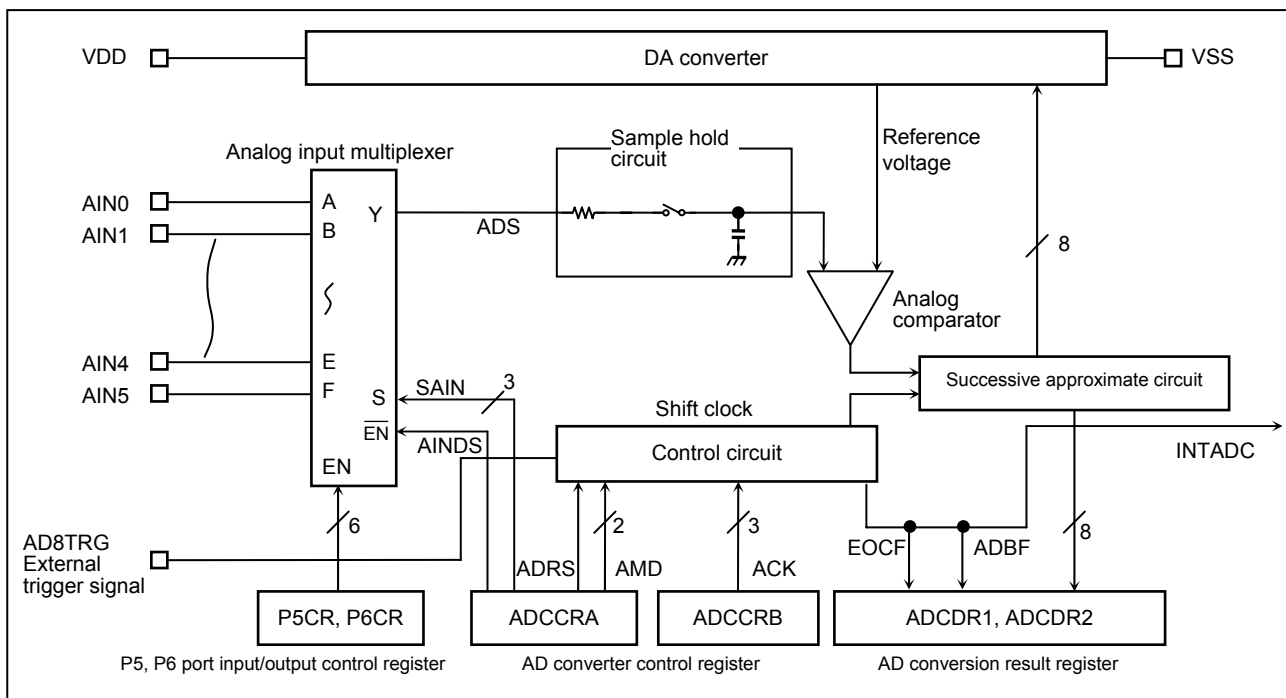 VDD
DA converter
VSS
Analog input multiplexer
Sample hold
circuit
Reference
voltage
AIN0
A
Y
ADS
AIN1
B
8
Analog
comparator
AIN4
E
AIN5
F
S
SAIN
3
EN
AINDS
EN
6
Shift clock
Control circuit
Successive approximate circuit
INTADC
AD8TRG
External
trigger signal
ADRS
2
AMD
3
ACK
EOCF
ADBF
8
P5CR, P6CR
ADCCRA
ADCCRB
ADCDR1, ADCDR2
P5, P6 port input/output control register
AD converter control register
AD conversion result register